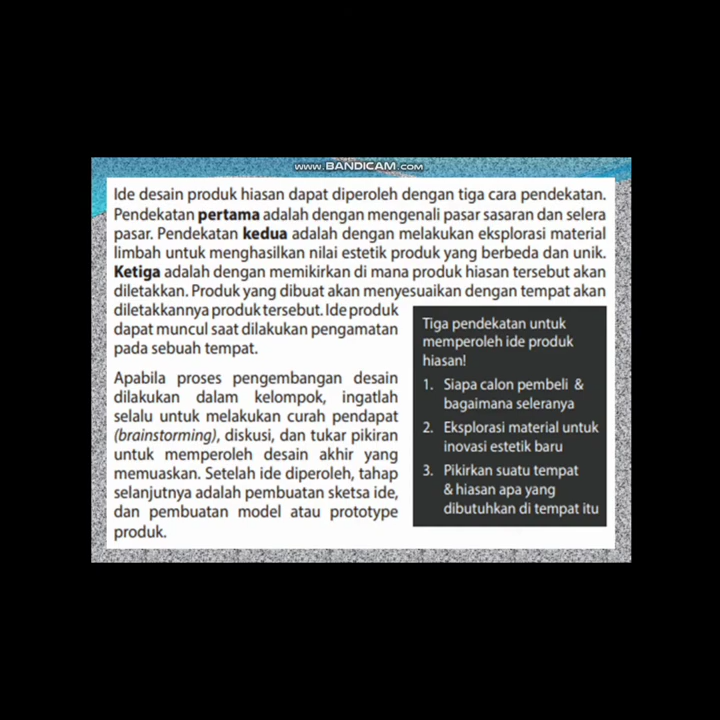 www.BANDICAM.com
Ide desain produk hiasan dapat diperoleh dengan tiga cara pendekatan.
Pendekatan pertama adalah dengan mengenali pasar sasaran dan selera
pasar. Pendekatan kedua adalah dengan melakukan eksplorasi material
limbah untuk menghasilkan nilai estetik produk yang berbeda dan unik.
Ketiga adalah dengan memikirkan di mana produk hiasan tersebut akan
diletakkan. Produk yang dibuat akan menyesuaikan dengan tempat akan
diletakkannya produk tersebut. Ide produk
dapat muncul saat dilakukan pengamatan
pada sebuah tempat.
Apabila proses pengembangan desain
dilakukan dalam kelompok, ingatlah
selalu untuk melakukan curah pendapat
(brainstorming), diskusi, dan tukar pikiran
untuk memperoleh desain akhir yang
memuaskan. Setelah ide diperoleh, tahap
selanjutnya adalah pembuatan sketsa ide,
dan pembuatan model atau prototype
produk.
Tiga pendekatan untuk
memperoleh ide produk
hiasan!
1. Siapa calon pembeli &
bagaimana seleranya
2. Eksplorasi material untuk
inovasi estetik baru
3. Pikirkan suatu tempat
& hiasan apa yang
dibutuhkan di tempat itu